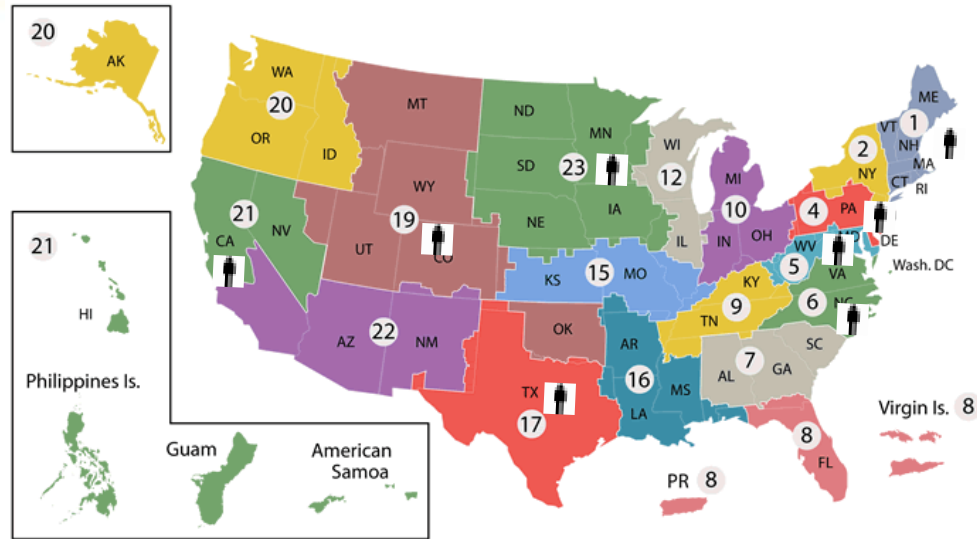 20
AK
WA
20
OR
ID
MT
WY
19
UT
CO
ND
MN
SD
23
NE
IA
WI
12
IL
MI
10
IN
OH
ME
1
VT
NH
MA
CT
RI
2
NY
4
PA
DE
WV
5
VA
Wash. DC
6
NC
21
CA
NV
KS
15
MO
KY
9
TN
AZ
22
NM
OK
AR
16
MS
LA
7
SC
AL
GA
TX
17
8
FL
Virgin Is. 8
PR 8
21
HI
Philippines Is.
Guam
American
Samoa